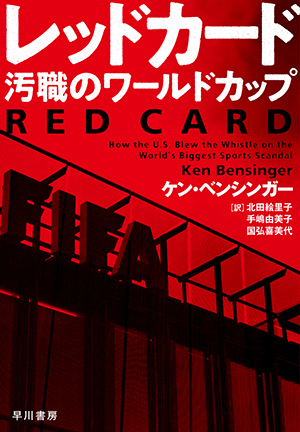 レッドカード
汚職のワールドカップ
RED CARD
How the U.S. Blew the Whistle on the
World's Biggest Sports Scandal
Ken Bensinger
ケン・ベンシンガー
[訳] 北田絵里子
手嶋由美子
国弘喜美代
FIFA
早川書房